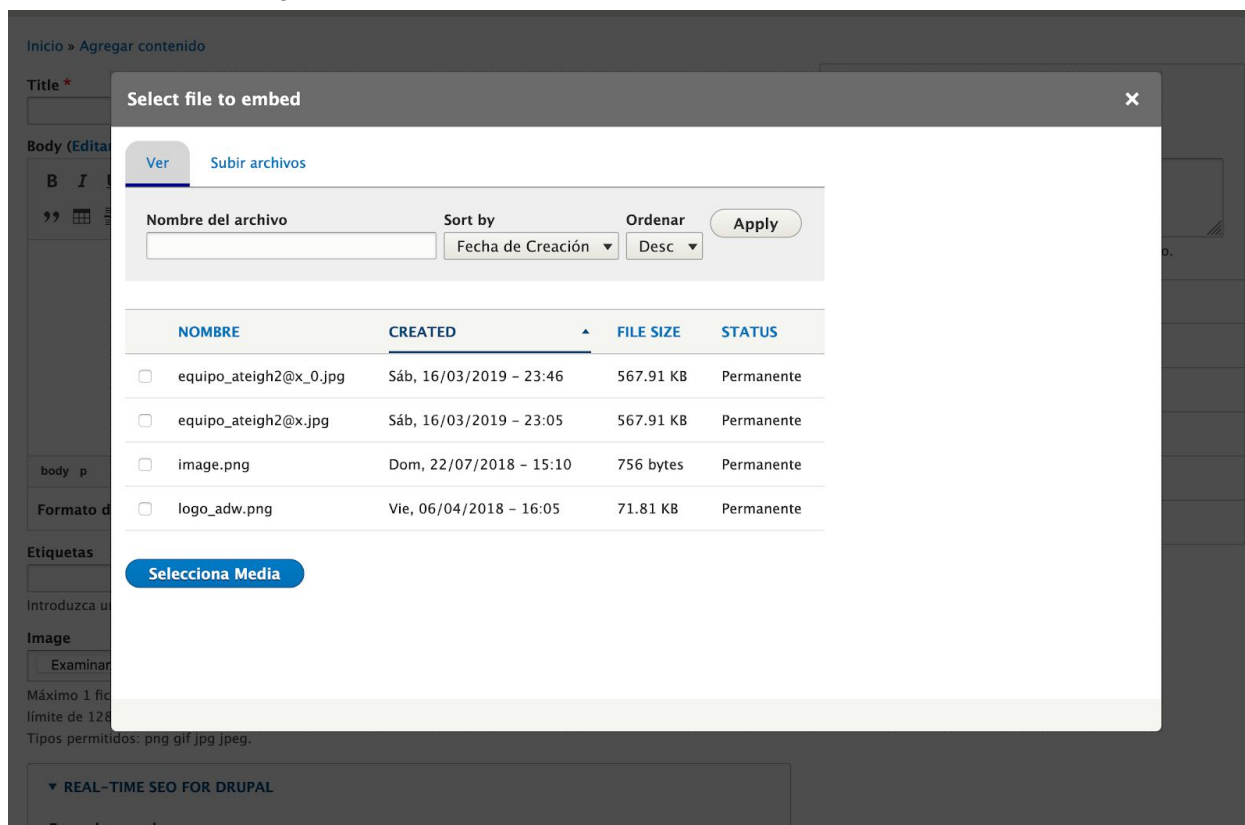 Inicio » Agregar contenido
Title *
Select file to embed ×
Body (Edita
Ver Subir archivos
B I
Nombre del archivo Sort by Ordenar Apply
Fecha de Creación Desc
o.
NOMBRE CREATED FILE SIZE STATUS
equipo_ateigh2@x_0.jpg Sáb, 16/03/2019 – 23:46 567.91 KB Permanente
equipo_ateigh2@x.jpg Sáb, 16/03/2019 – 23:05 567.91 KB Permanente
image.png Dom, 22/07/2018 – 15:10 756 bytes Permanente
body p
logo_adw.png Vie, 06/04/2018 – 16:05 71.81 KB Permanente
Formato d
Etiquetas
Selecciona Media
Introduzca u
Image
Examinar
Máximo 1 fic
límite de 128
Tipos permitidos: png gif jpg jpeg.
REAL-TIME SEO FOR DRUPAL